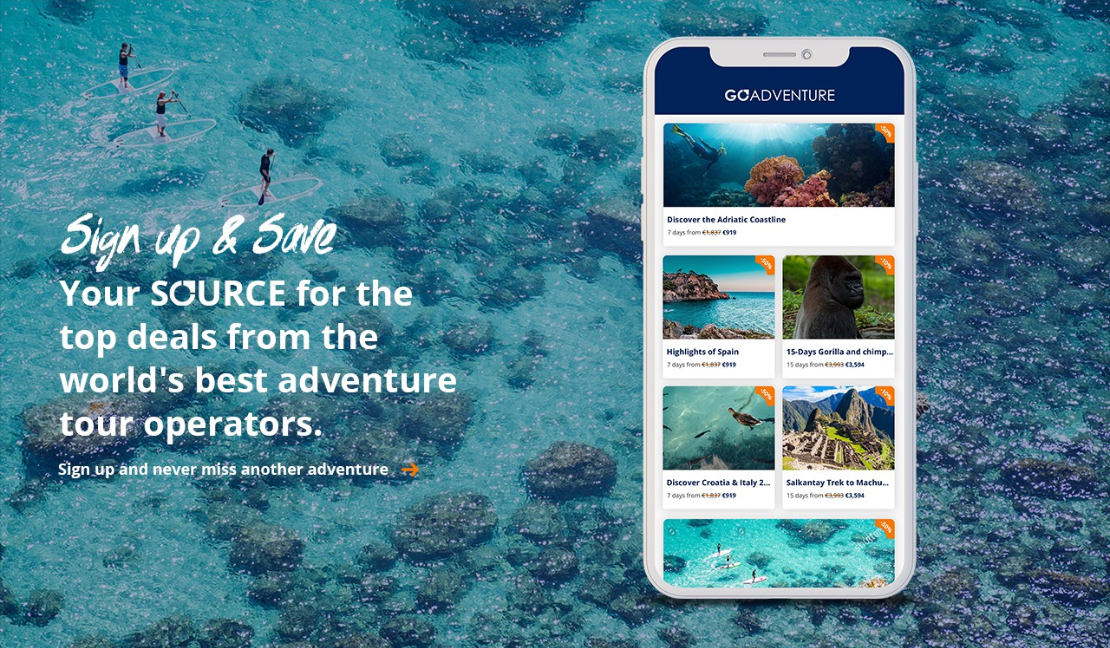 Sign up & Save
Your SOURCE for the
top deals from the
world's best adventure
tour operators.
Sign up and never miss another adventure
GOADVENTURE
-50%
Discover the Adriatic Coastline
7 days from €1,837 €919
-50%
Highlights of Spain
7 days from €1,837 €919
-10%
15-Days Gorilla and chimp...
15 days from €3,993 €3,594
-50%
Discover Croatia & Italy 2...
7 days from €1,837 €919
-10%
Salkantay Trek to Machu...
15 days from €3,993 €3,594
-50%